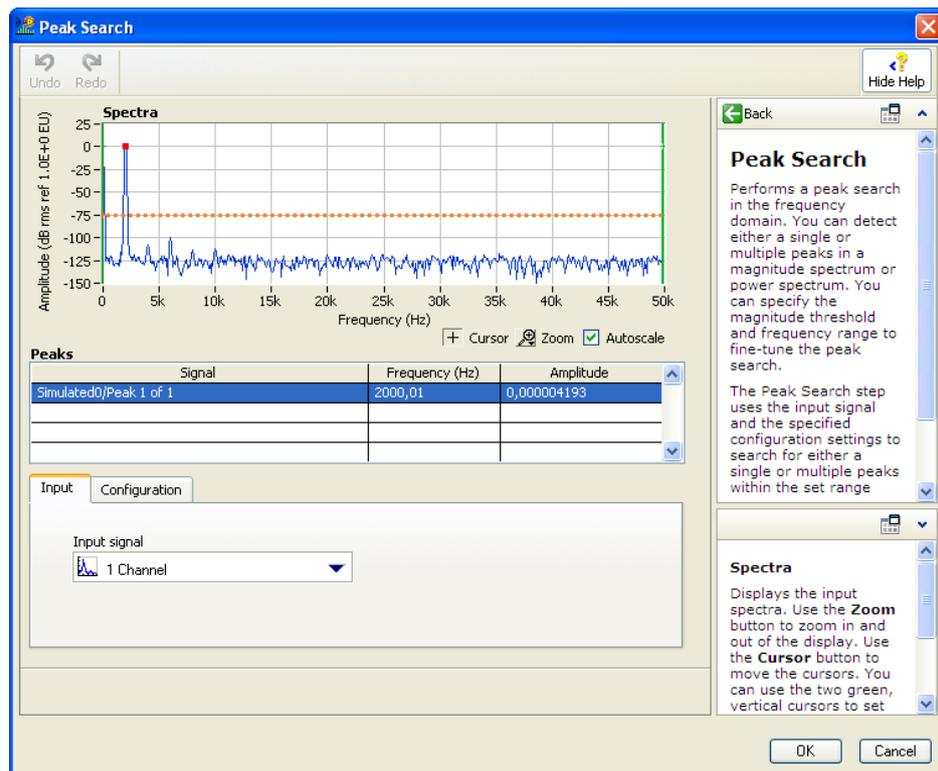 Peak Search
Undo
Redo
Hide Help
Spectra
Amplitude (dB rms ref 1.0E+0 EU)
25
0
-25
-50
-75
-100
-125
-150
0
5k
10k
15k
20k
25k
30k
35k
40k
45k
50k
Frequency (Hz)
Cursor
Zoom
Autoscale
Peaks
Signal
Frequency (Hz)
Amplitude
Simulated0/Peak 1 of 1
2000,01
0,000004193
Input
Configuration
Input signal
1 Channel
Back
Peak Search
Performs a peak search
in the frequency
domain. You can detect
either a single or
multiple peaks in a
magnitude spectrum or
power spectrum. You
can specify the
magnitude threshold
and frequency range to
fine-tune the peak
search.
The Peak Search step
uses the input signal
and the specified
configuration settings to
search for either a
single or multiple peaks
within the set range
Spectra
Displays the input
spectra. Use the Zoom
button to zoom in and
out of the display. Use
the Cursor button to
move the cursors. You
can use the two green,
vertical cursors to set
OK
Cancel